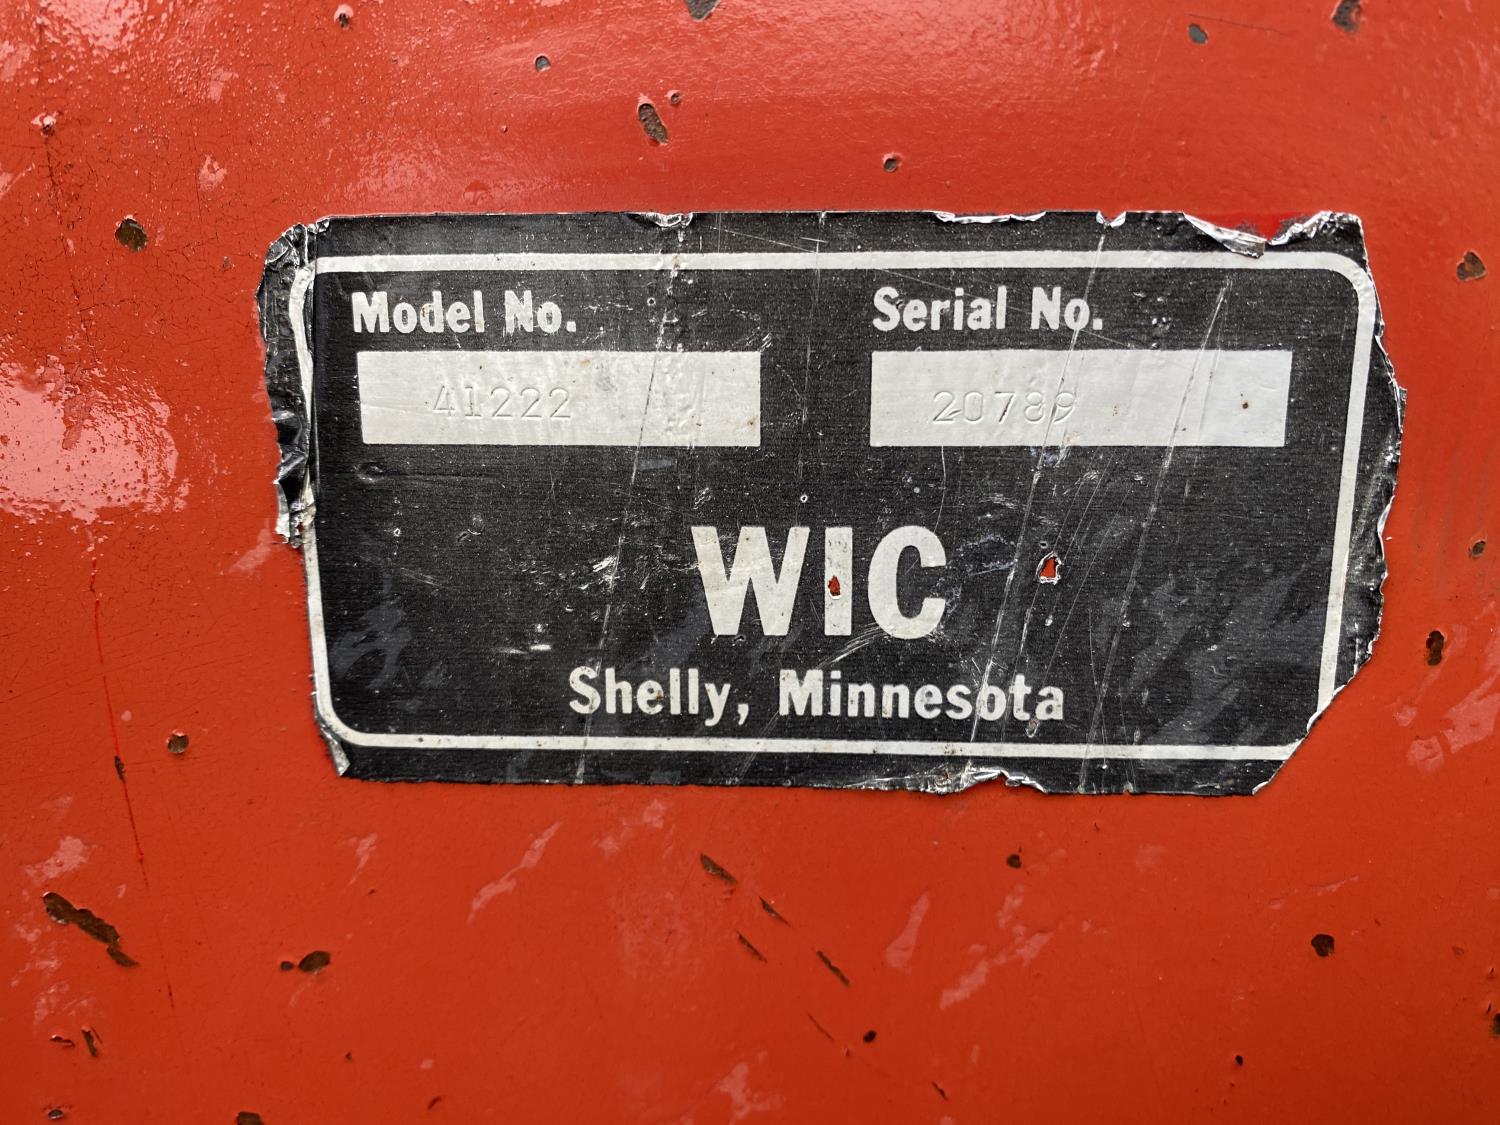 Model No. Serial No.
41222 20789
WIC
Shelly, Minnesota